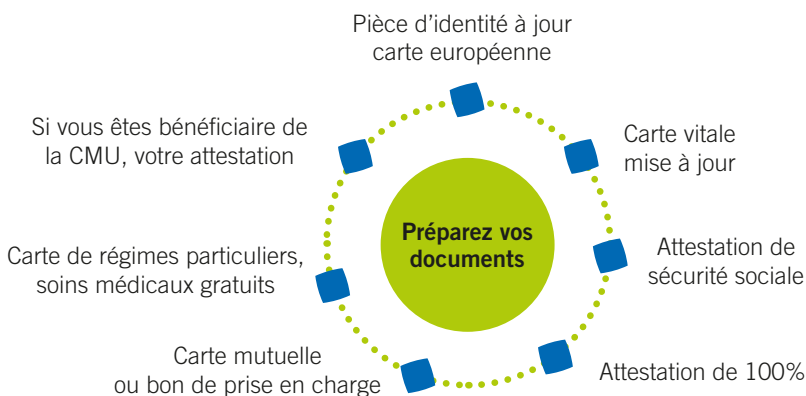 Pièce d’identité à jour
carte européenne
Carte vitale
mise à jour
Attestation de
sécurité sociale
Attestation de 100%
Carte mutuelle
ou bon de prise en charge
Carte de régimes particuliers,
soins médicaux gratuits
Si vous êtes bénéficiaire de
la CMU, votre attestation
Préparez vos
documents